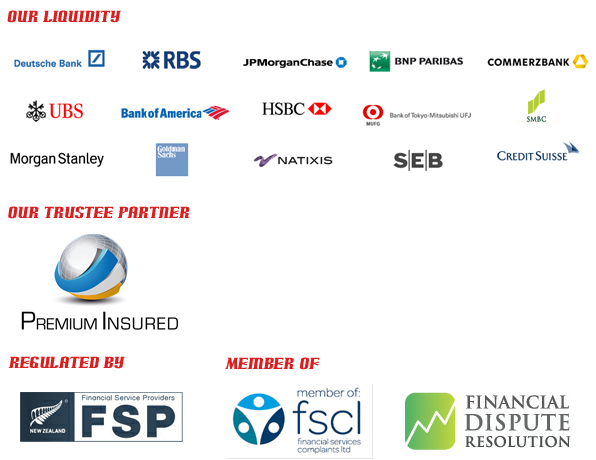 OUR LIQUIDITY
Deutsche Bank
RBS
JPMorganChase
BNP PARIBAS
COMMERZBANK
UBS
Bank of America
HSBC
MUFG
Bank of Tokyo-Mitsubishi UFJ
SMBC
Morgan Stanley
Goldman
Sachs
NATIXIS
S|E|B
CREDIT SUISSE
OUR TRUSTEE PARTNER
PREMIUM INSURED
REGULATED BY
MEMBER OF
NEW ZEALAND
Financial Service Providers
FSP
member of:
fscl
financial services
complaints ltd
FINANCIAL
DISPUTE
RESOLUTION